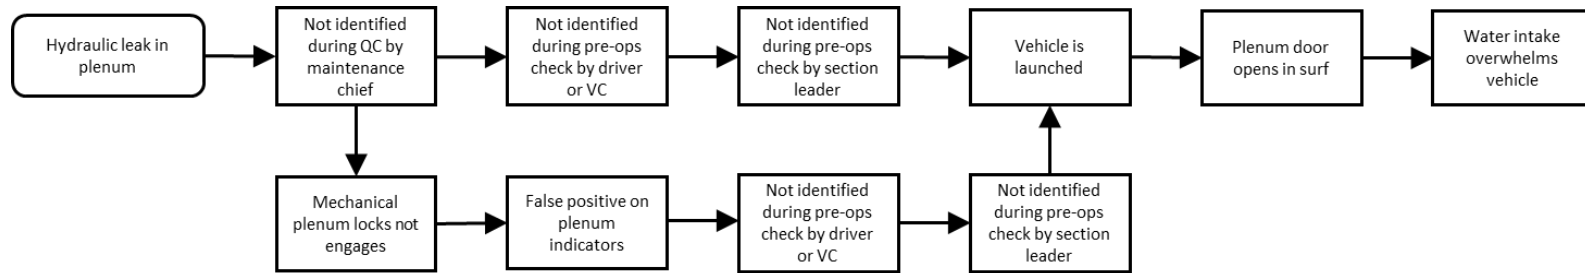 Hydraulic leak in
plenum
Not identified
during QC by
maintenance
chief
Not identified
during pre-ops
check by driver
or VC
Not identified
during pre-ops
check by section
leader
Vehicle is
launched
Plenum door
opens in surf
Water intake
overwhelms
vehicle
Mechanical
plenum locks not
engages
False positive on
plenum
indicators
Not identified
during pre-ops
check by driver
or VC
Not identified
during pre-ops
check by section
leader